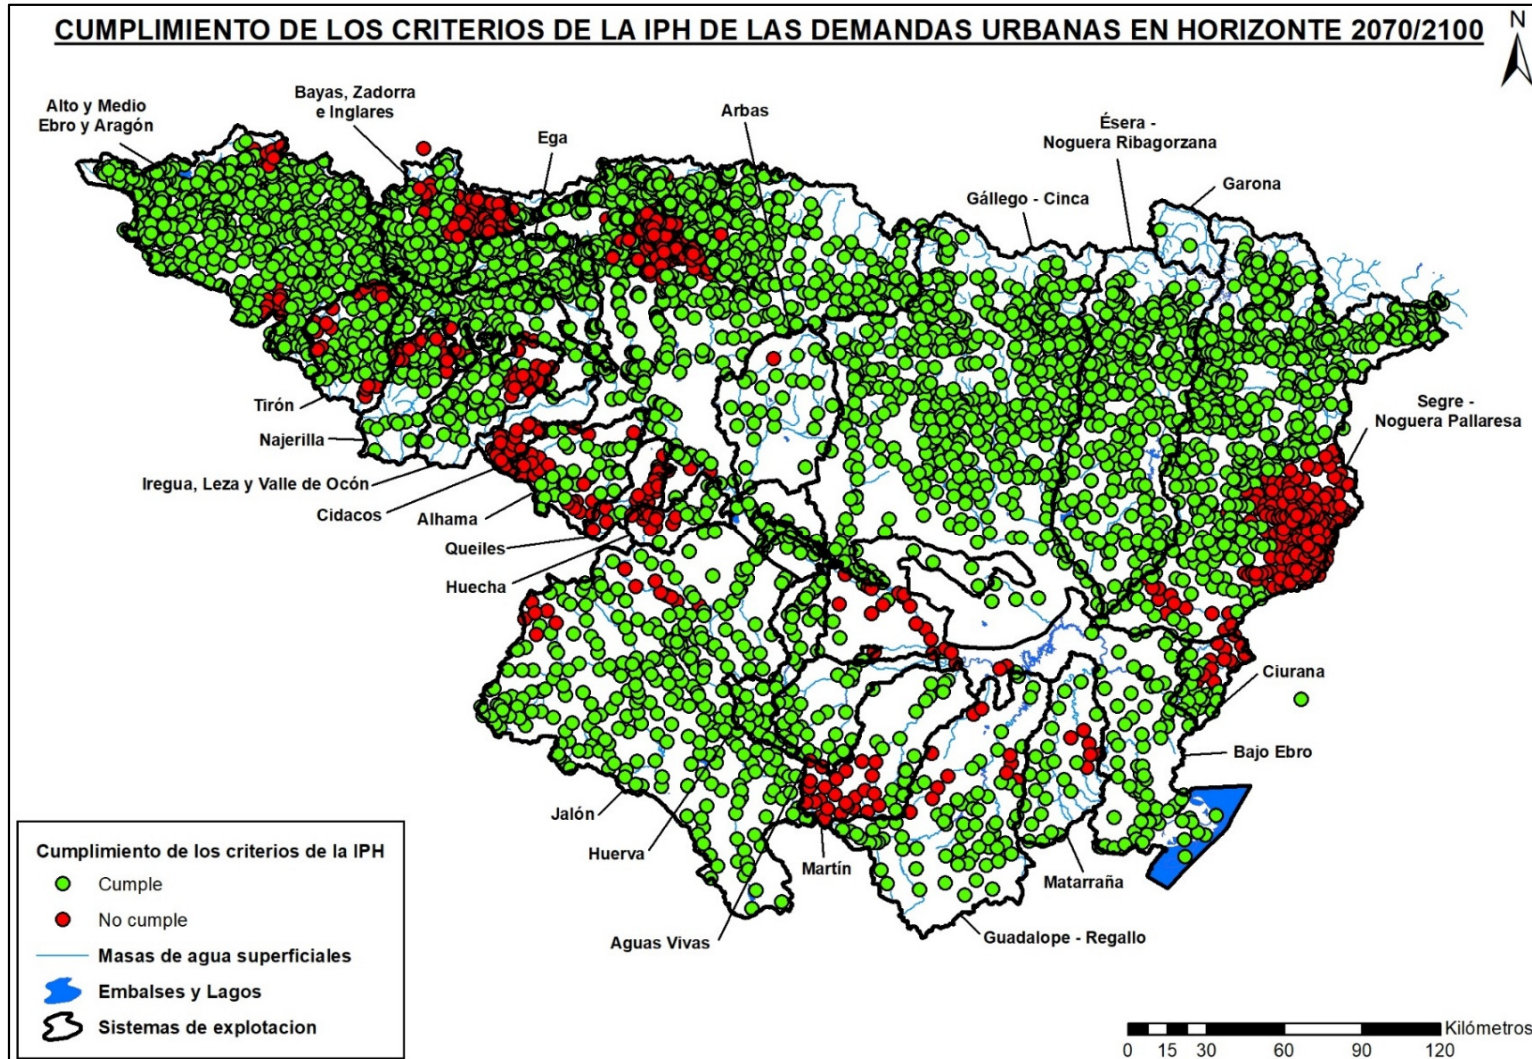 CUMPLIMIENTO DE LOS CRITERIOS DE LA IPH DE LAS DEMANDAS URBANAS EN HORIZONTE 2070/2100
N
Alto y Medio
Ebro y Aragón
Bayas, Zadorra
e Inglares
Ega
Arbas
Ésera -
Noguera Ribagorzana
Garona
Gállego - Cinca
Segre -
Noguera Pallaresa
Tirón
Najerilla
Iregua, Leza y Valle de Ocón
Cidacos
Alhama
Queiles
Huecha
Ciurana
Bajo Ebro
Jalón
Huerva
Martín
Matarraña
Aguas Vivas
Guadalope - Regallo
Cumplimiento de los criterios de la IPH
Cumple
No cumple
Masas de agua superficiales
Embalses y Lagos
Sistemas de explotacion
Kilómetros
0 15 30 60 90 120